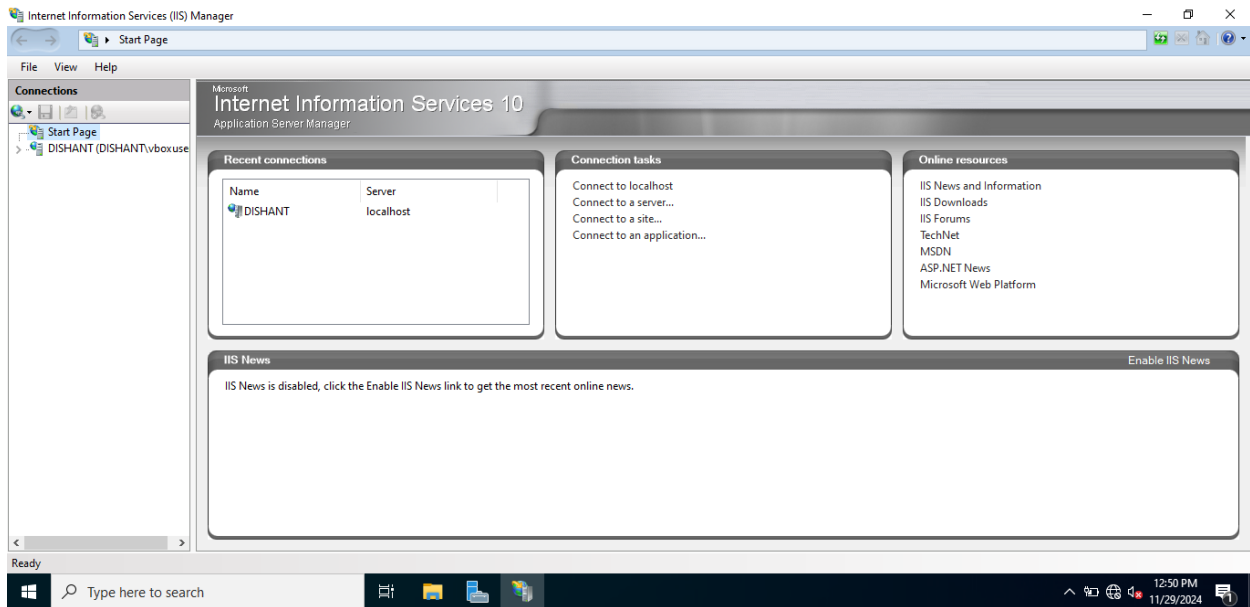 Internet Information Services (IIS) Manager
Start Page
File View Help
Connections
Start Page
DISHANT (DISHANT\vboxuse
Microsoft
Internet Information Services 10
Application Server Manager
Recent connections
Name Server
DISHANT localhost
Connection tasks
Connect to localhost
Connect to a server...
Connect to a site...
Connect to an application...
Online resources
IIS News and Information
IIS Downloads
IIS Forums
TechNet
MSDN
ASP.NET News
Microsoft Web Platform
IIS News Enable IIS News
IIS News is disabled, click the Enable IIS News link to get the most recent online news.
Ready
Type here to search
12:50 PM
11/29/2024
1